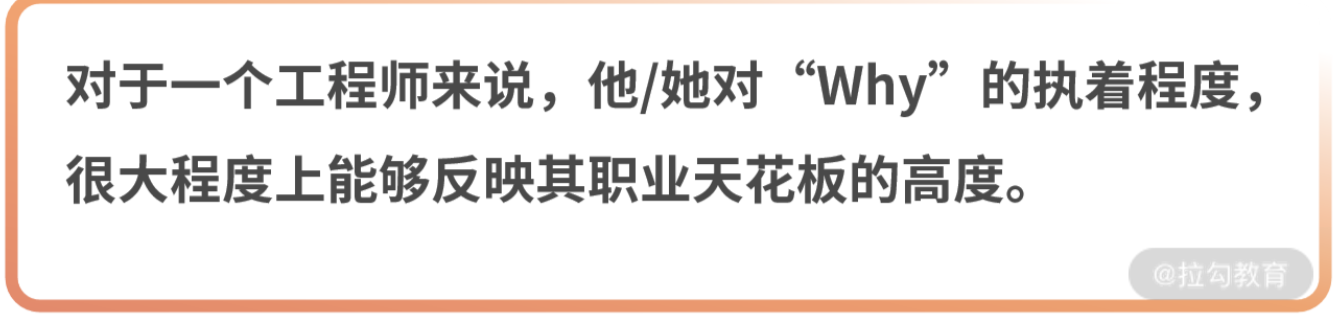 对于一个工程师来说，他/她对“Why”的执着程度，
很大程度上能够反映其职业天花板的高度。
@拉勾教育